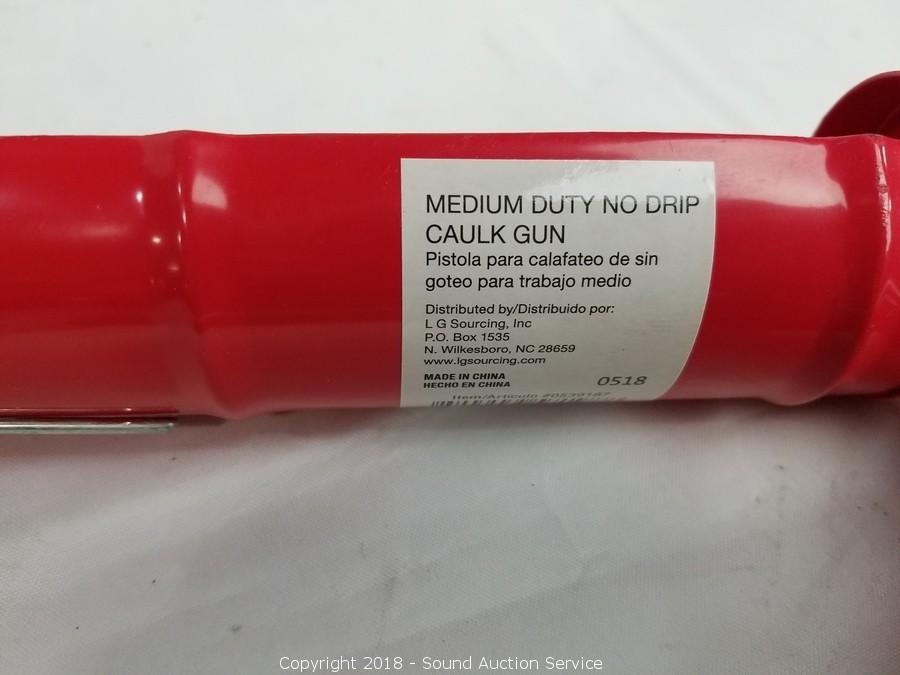 MEDIUM DUTY NO DRIP
CAULK GUN
Pistola para calafateo de sin
goteo para trabajo medio
Distributed by/Distribuido por:
L G Sourcing, Inc
P.O. Box 1535
N. Wilkesboro, NC 28659
www.lgsourcing.com
MADE IN CHINA
HECHO EN CHINA
0518
Item/Artículo
Copyright 2018 - Sound Auction Service